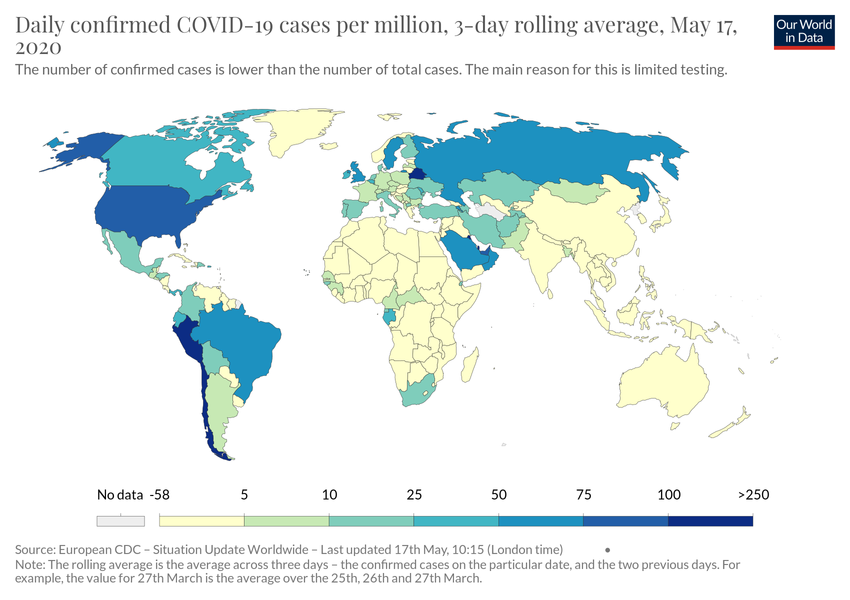 Daily confirmed COVID-19 cases per million, 3-day rolling average, May 17,
2020
Our World
in Data
The number of confirmed cases is lower than the number of total cases. The main reason for this is limited testing.
No data -58 5 10 25 50 75 100 >250
Source: European CDC – Situation Update Worldwide – Last updated 17th May, 10:15 (London time) •
Note: The rolling average is the average across three days – the confirmed cases on the particular date, and the two previous days. For
example, the value for 27th March is the average over the 25th, 26th and 27th March.